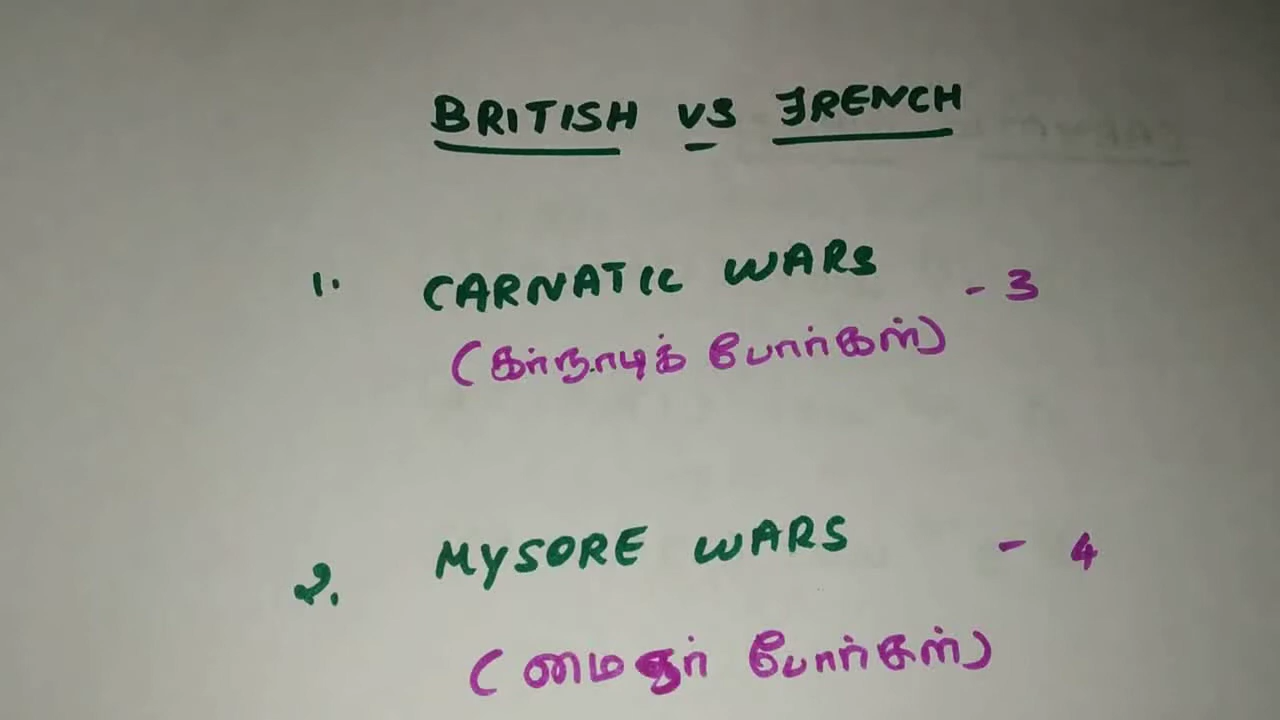 BRITISH VS FRENCH
1. CARNATIC WARS - 3
(கர்நாடிக் போர்கள்)
2. MYSORE WARS - 4
(மைசூர் போர்கள்)